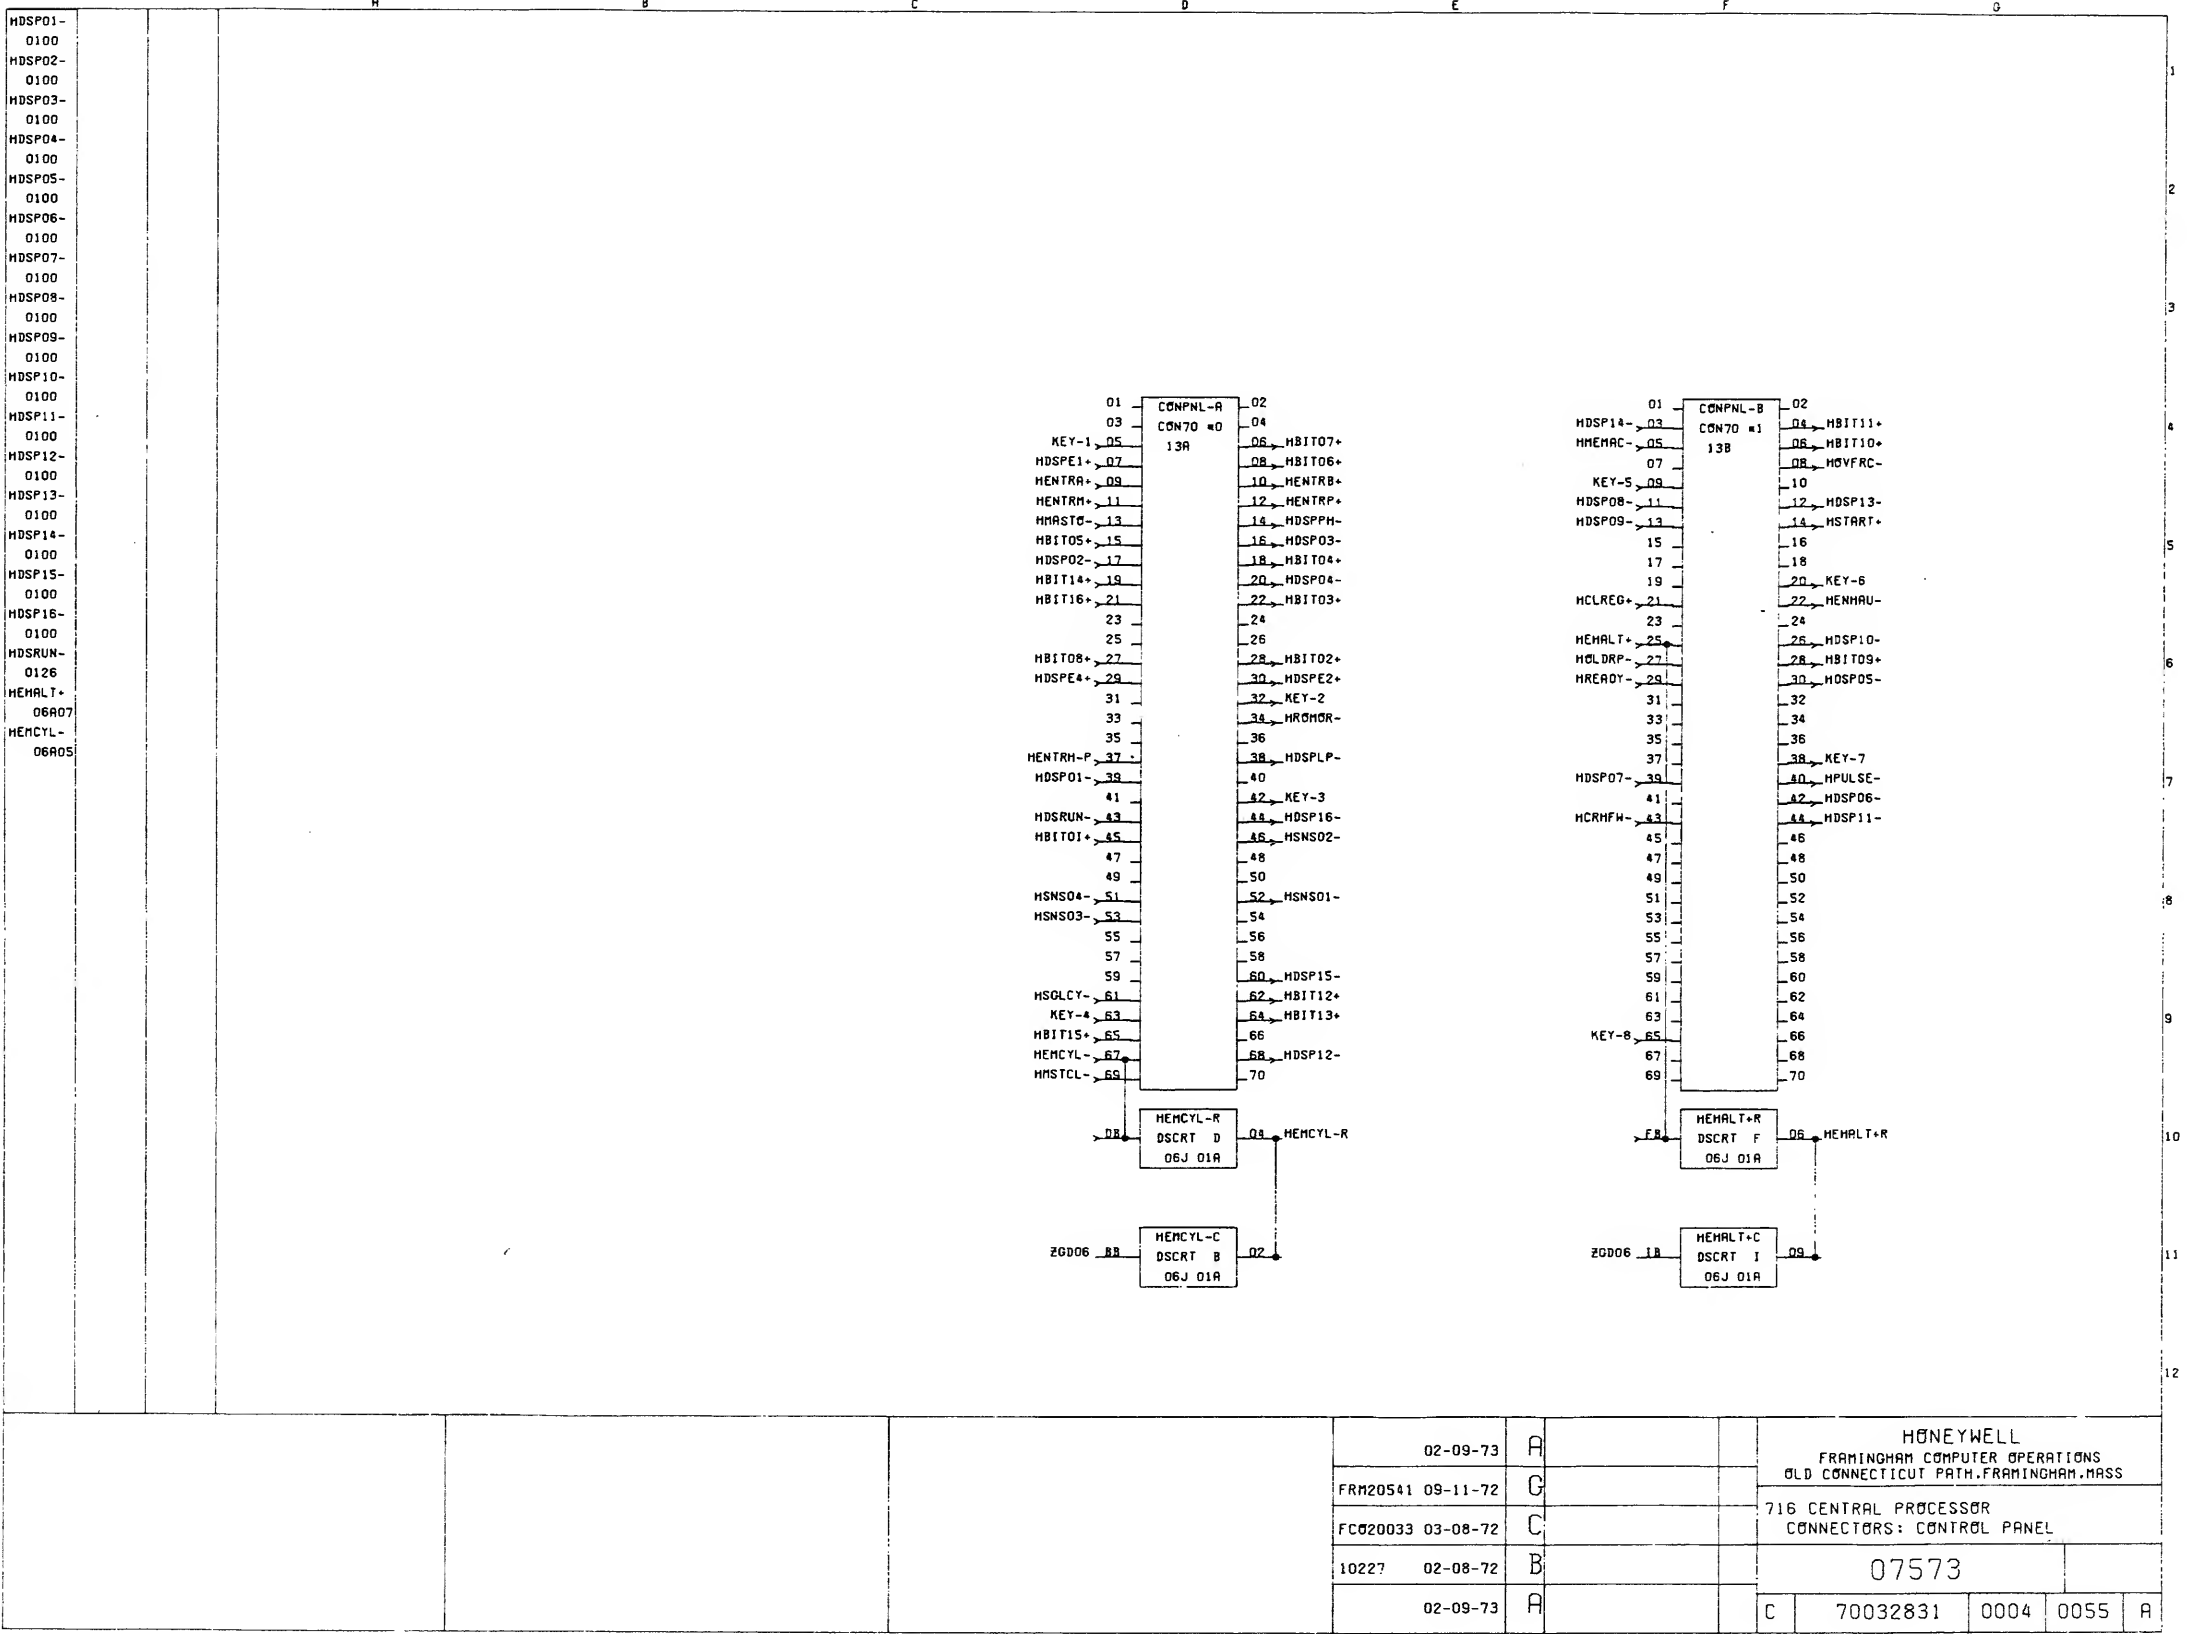 A B C D E F G
HDSP01-
0100
HDSP02-
0100
HDSP03-
0100
HDSP04-
0100
HDSP05-
0100
HDSP06-
0100
HDSP07-
0100
HDSP08-
0100
HDSP09-
0100
HDSP10-
0100
HDSP11-
0100
HDSP12-
0100
HDSP13-
0100
HDSP14-
0100
HDSP15-
0100
HDSP16-
0100
HDSRUN-
0126
HEMALT+
06A07
HEMCYL-
06A05
01 CONPNL-A 02
03 CON70 #0 04
KEY-1 05 13A 06 HBIT07+
HDSPE1+ 07 08 HBIT06+
HENTRA+ 09 10 HENTRB+
HENTRM+ 11 12 HENTRP+
HMASTO- 13 14 HDSPPH-
HBIT05+ 15 16 HDSP03-
HDSP02- 17 18 HBIT04+
HBIT14+ 19 20 HDSP04-
HBIT16+ 21 22 HBIT03+
23 24
25 26
HBIT08+ 27 28 HBIT02+
HDSPE4+ 29 30 HDSPE2+
31 32 KEY-2
33 34 HROMOR-
35 36
HENTRH-P 37 38 HDSPLP-
HDSP01- 39 40
41 42 KEY-3
HDSRUN- 43 44 HDSP16-
HBIT01+ 45 46 HSNS02-
47 48
49 50
HSNS04- 51 52 HSNS01-
HSNS03- 53 54
55 56
57 58
59 60 HDSP15-
HSGLCY- 61 62 HBIT12+
KEY-4 63 64 HBIT13+
HBIT15+ 65 66
HEMCYL- 67 68 HDSP12-
HMSTCL- 69 70
HEMCYL-R
DB DSCRT D 04 HEMCYL-R
06J 01A
HEMCYL-C
ZGD06 BB DSCRT B 02
06J 01A
01 CONPNL-B 02
HDSP14- 03 CON70 #1 04 HBIT11+
HMEMAC- 05 13B 06 HBIT10+
07 08 HOVFRC-
KEY-5 09 10
HDSP08- 11 12 HDSP13-
HDSP09- 13 14 HSTART+
15 16
17 18
19 20 KEY-6
HCLREG+ 21 22 HENMAU-
23 24
HEMALT+ 25 26 HDSP10-
HOLDRP- 27 28 HBIT09+
HREADY- 29 30 HDSP05-
31 32
33 34
35 36
37 38 KEY-7
HDSP07- 39 40 HPULSE-
41 42 HDSP06-
HCRMFW- 43 44 HDSP11-
45 46
47 48
49 50
51 52
53 54
55 56
57 58
59 60
61 62
63 64
KEY-8 65 66
67 68
69 70
HEMALT+R
FB DSCRT F 06 HEMALT+R
06J 01A
HEMALT+C
ZGD06 IB DSCRT I 09
06J 01A
1
2
3
4
5
6
7
8
9
10
11
12
02-09-73 A
FRM20541 09-11-72 G
FCO20033 03-08-72 C
10227 02-08-72 B
02-09-73 A
HONEYWELL
FRAMINGHAM COMPUTER OPERATIONS
OLD CONNECTICUT PATH.FRAMINGHAM.MASS
716 CENTRAL PROCESSOR
CONNECTORS: CONTROL PANEL
07573
C 70032831 0004 0055 A